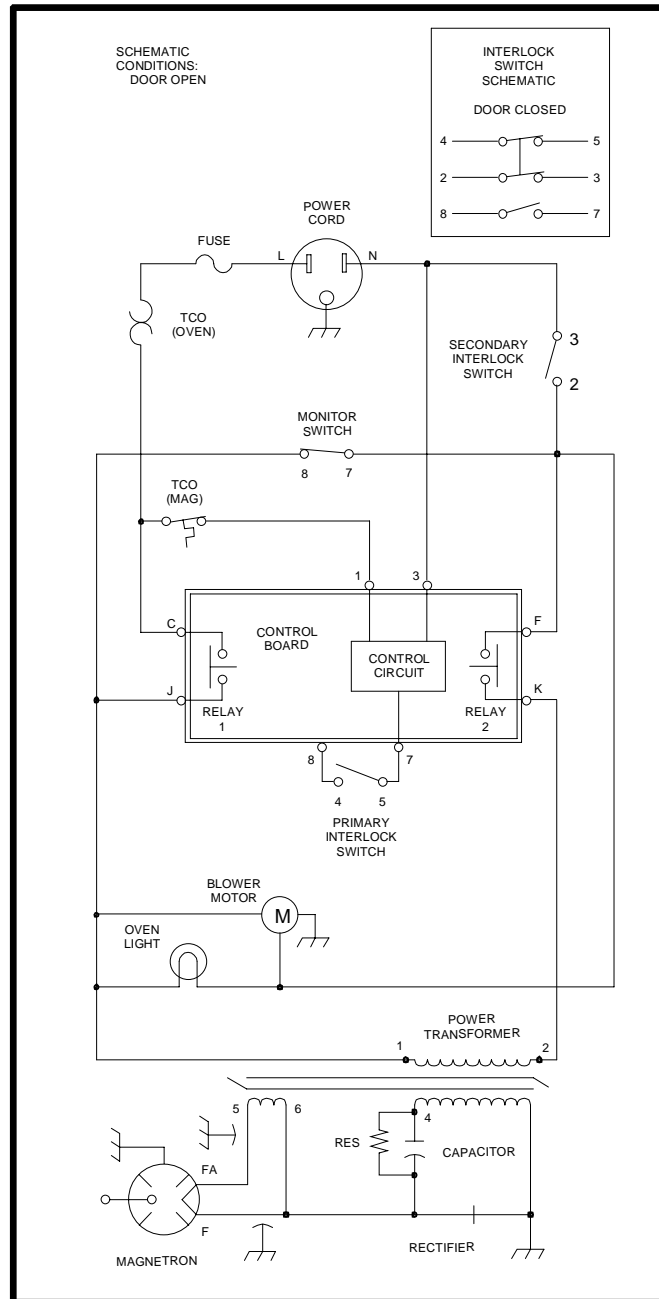 SCHEMATIC
CONDITIONS:
DOOR OPEN
INTERLOCK
SWITCH
SCHEMATIC
DOOR CLOSED
4 5
2 3
8 7
POWER
CORD
FUSE
L N
TCO
(OVEN)
SECONDARY
INTERLOCK
SWITCH
3
2
MONITOR
SWITCH
8 7
TCO
(MAG)
1 3
C
CONTROL
BOARD
CONTROL
CIRCUIT
F
J
RELAY
1
RELAY
2
K
8 7
4 5
PRIMARY
INTERLOCK
SWITCH
BLOWER
MOTOR
M
OVEN
LIGHT
POWER
TRANSFORMER
1 2
5 6
4
RES
CAPACITOR
FA
F
RECTIFIER
MAGNETRON